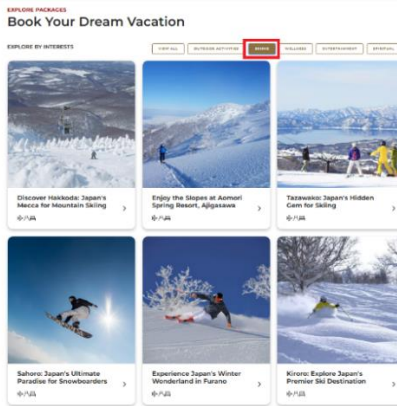 EXPLORE PACKAGES
Book Your Dream Vacation
EXPLORE BY INTERESTS
VIEW ALL
OUTDOOR ACTIVITIES
WELLNESS
ENTERTAINMENT
SPIRITUAL
Discover Hakkoda: Japan's
Mecca for Mountain Skiing
Enjoy the Slopes at Aomori
Spring Resort, Ajigasawa
Tazawako: Japan's Hidden
Gem for Skiing
Sahoro: Japan's Ultimate
Paradise for Snowboarders
Experience Japan's Winter
Wonderland in Furano
Kiroro: Explore Japan's
Premier Ski Destination